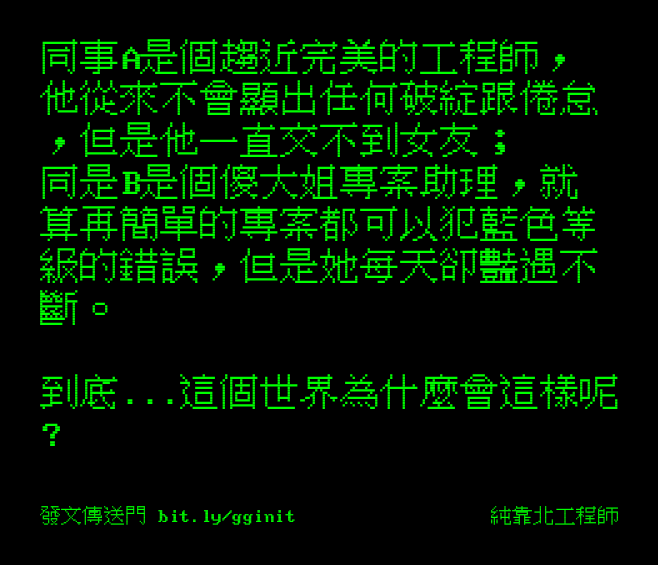 同事A是個趨近完美的工程師，
他從來不會顯出任何破綻跟倦怠
，但是他一直交不到女友；
同是B是個傻大姐專案助理，就
算再簡單的專案都可以犯藍色等
級的錯誤，但是她每天卻豔遇不
斷。
到底...這個世界為什麼會這樣呢
?
發文傳送門 bit.ly/gginit
純靠北工程師